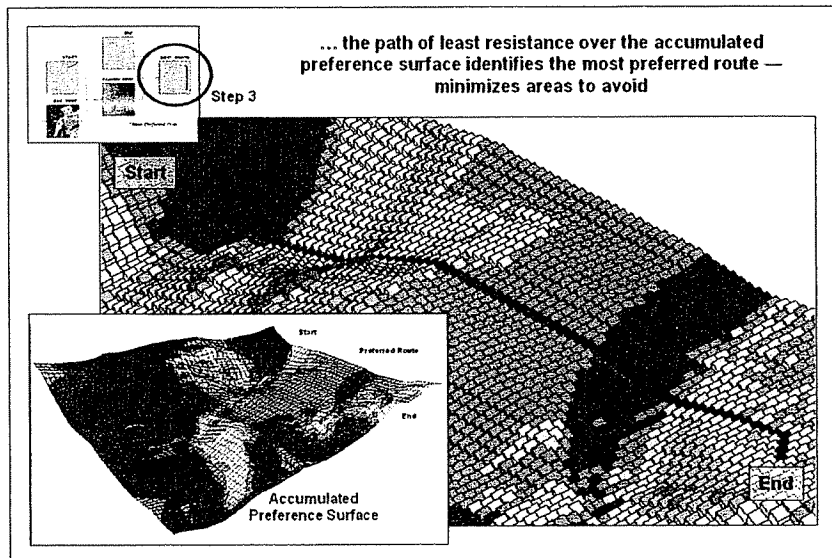 ... the path of least resistance over the accumulated
preference surface identifies the most preferred route —
minimizes areas to avoid
Step 3
Start
Start
Preferred Route
End
Accumulated
Preference Surface
End